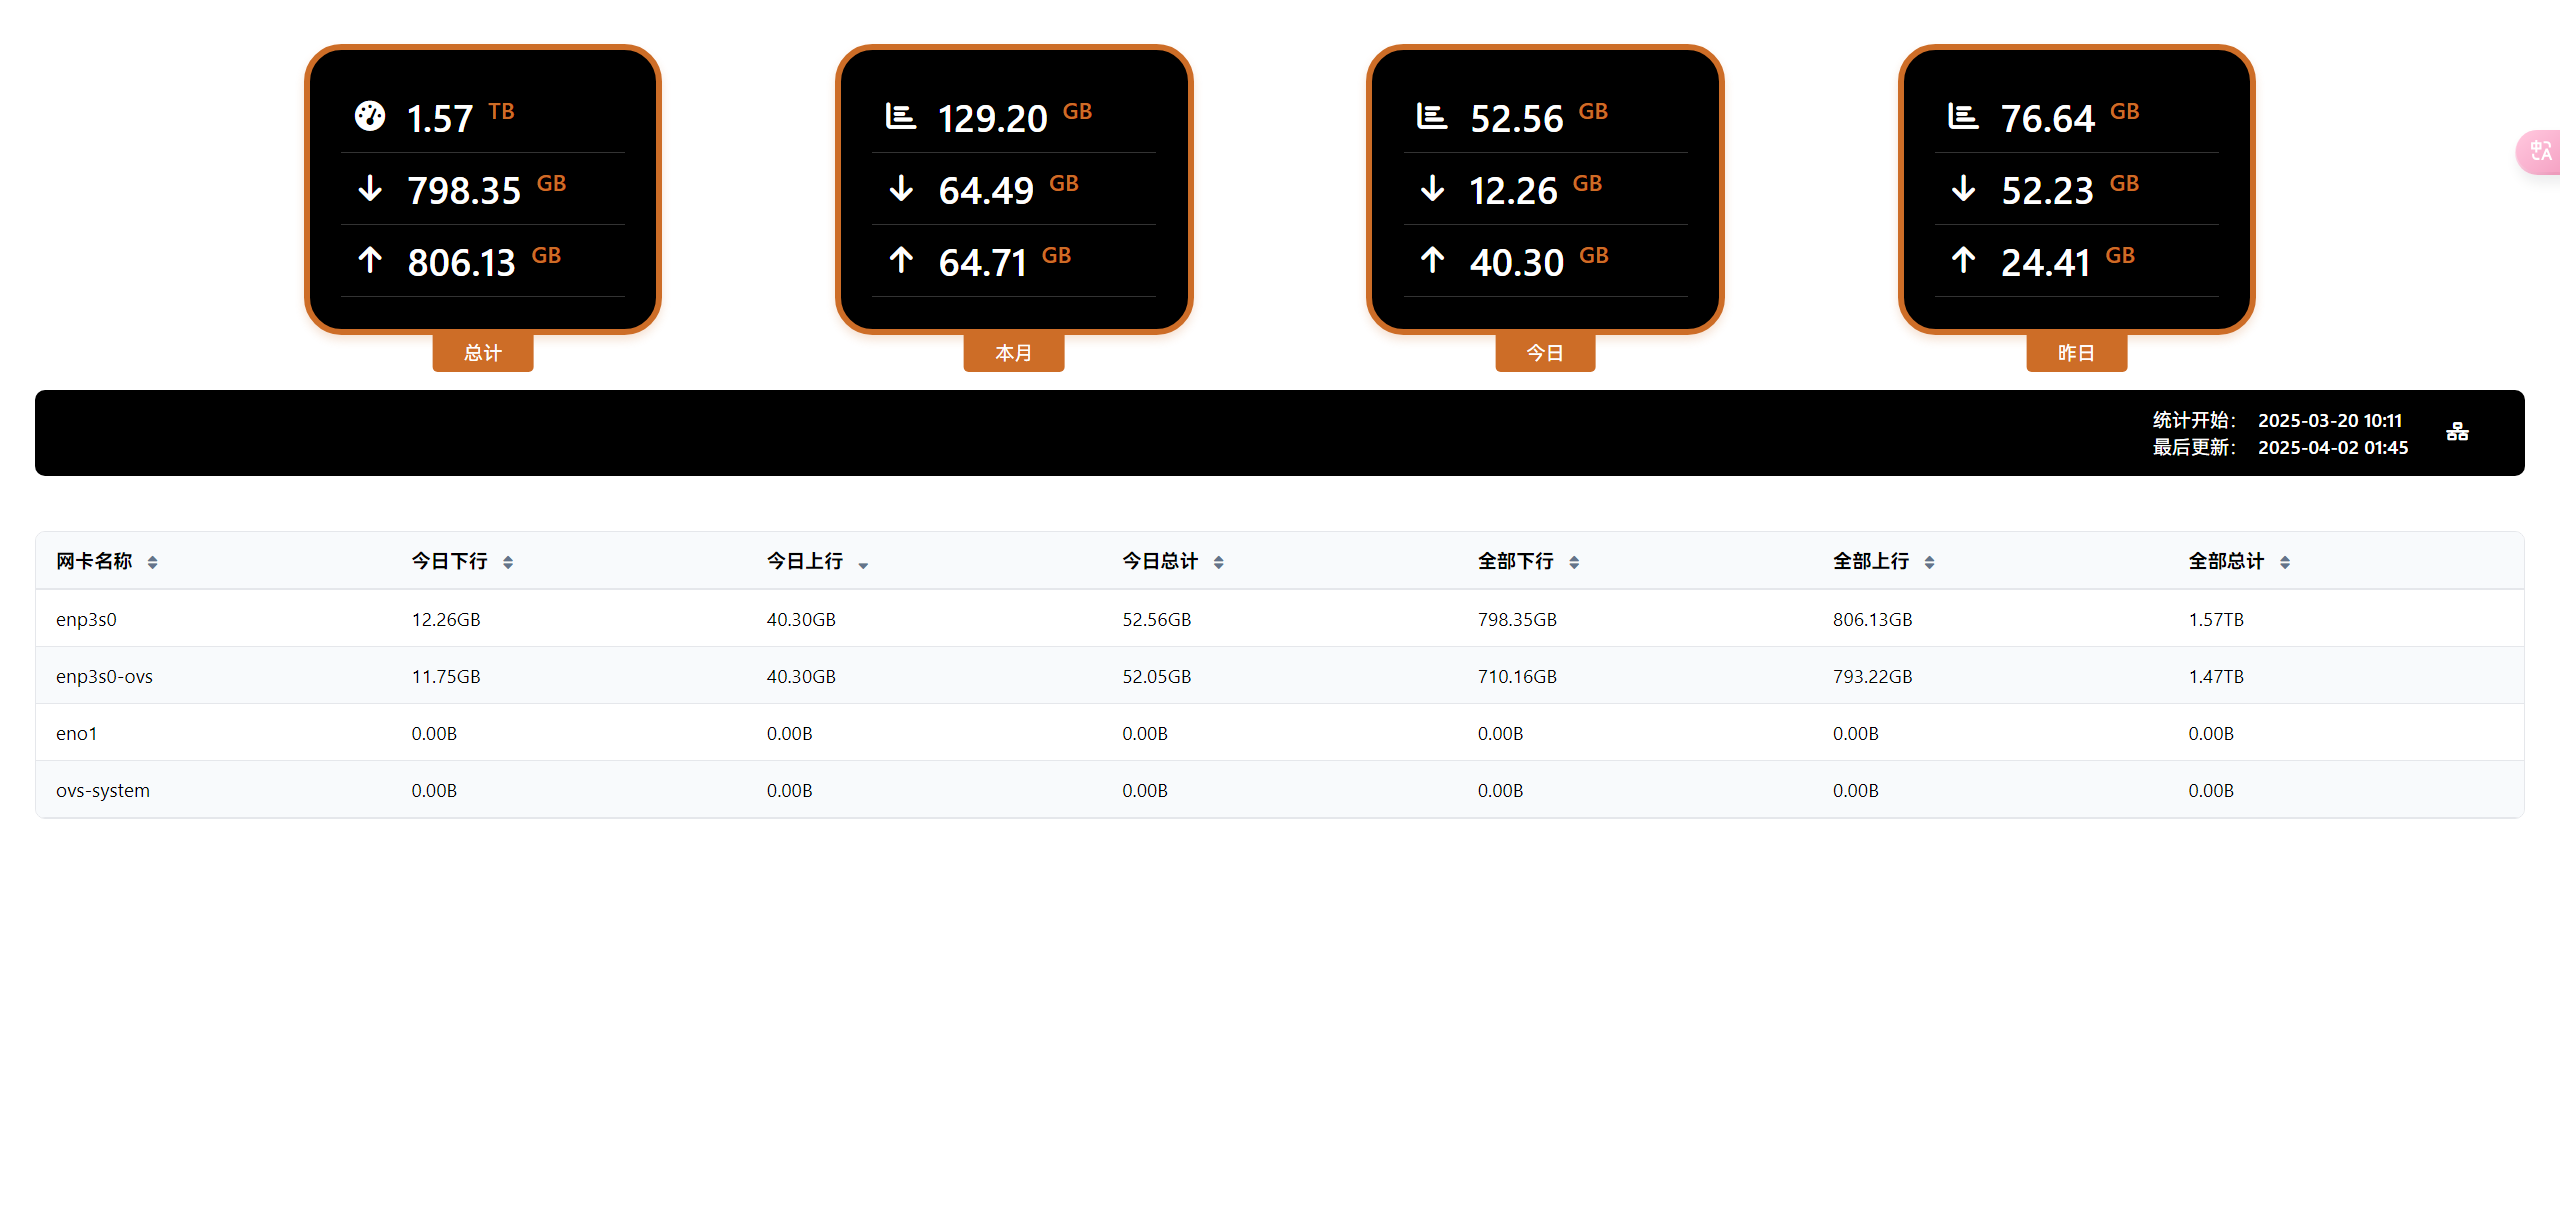 1.57 TB
798.35 GB
806.13 GB
总计
129.20 GB
64.49 GB
64.71 GB
本月
52.56 GB
12.26 GB
40.30 GB
今日
76.64 GB
52.23 GB
24.41 GB
昨日
统计开始： 2025-03-20 10:11
最后更新： 2025-04-02 01:45
网卡名称 今日下行 今日上行 今日总计 全部下行 全部上行 全部总计
enp3s0 12.26GB 40.30GB 52.56GB 798.35GB 806.13GB 1.57TB
enp3s0-ovs 11.75GB 40.30GB 52.05GB 710.16GB 793.22GB 1.47TB
eno1 0.00B 0.00B 0.00B 0.00B 0.00B 0.00B
ovs-system 0.00B 0.00B 0.00B 0.00B 0.00B 0.00B